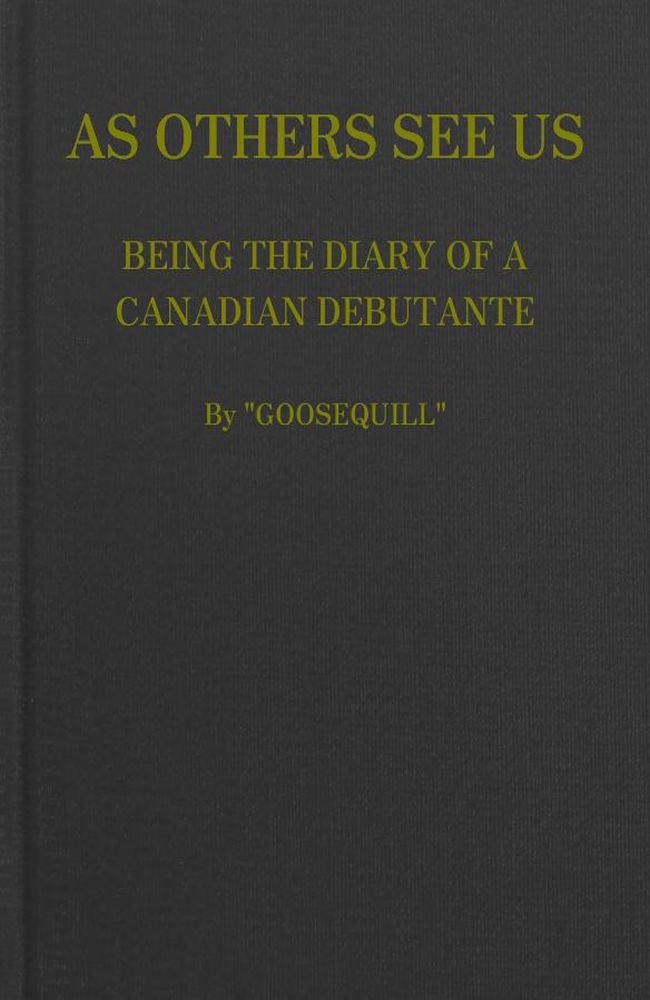 AS OTHERS SEE US
BEING THE DIARY OF A
CANADIAN DEBUTANTE
By "GOOSEQUILL"